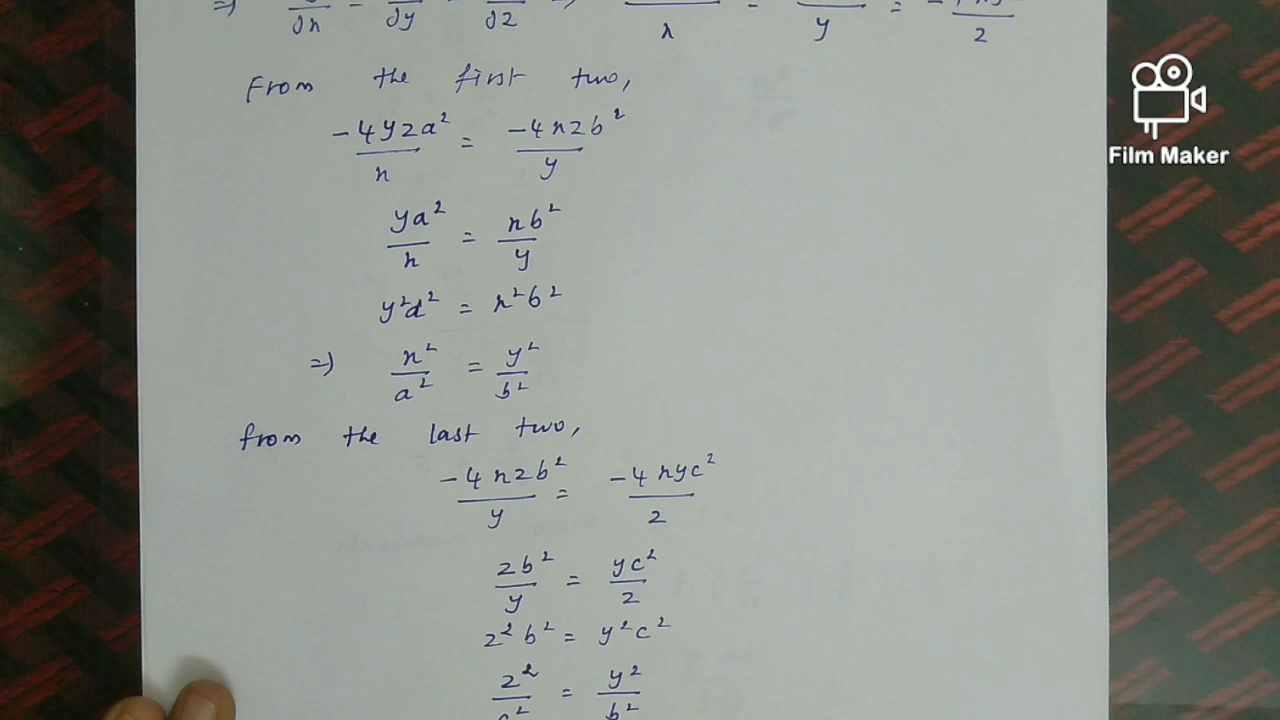 ⇒ ∂x = ∂y = ∂z ⇒ x = y = z
From the first two,
-4yza²/x = -4xzb²/y
ya²/x = xb²/y
y²a² = x²b²
⇒ x²/a² = y²/b²
from the last two,
-4xzb²/y = -4xyc²/z
zb²/y = yc²/z
z²b² = y²c²
z²/c² = y²/b²
Film Maker